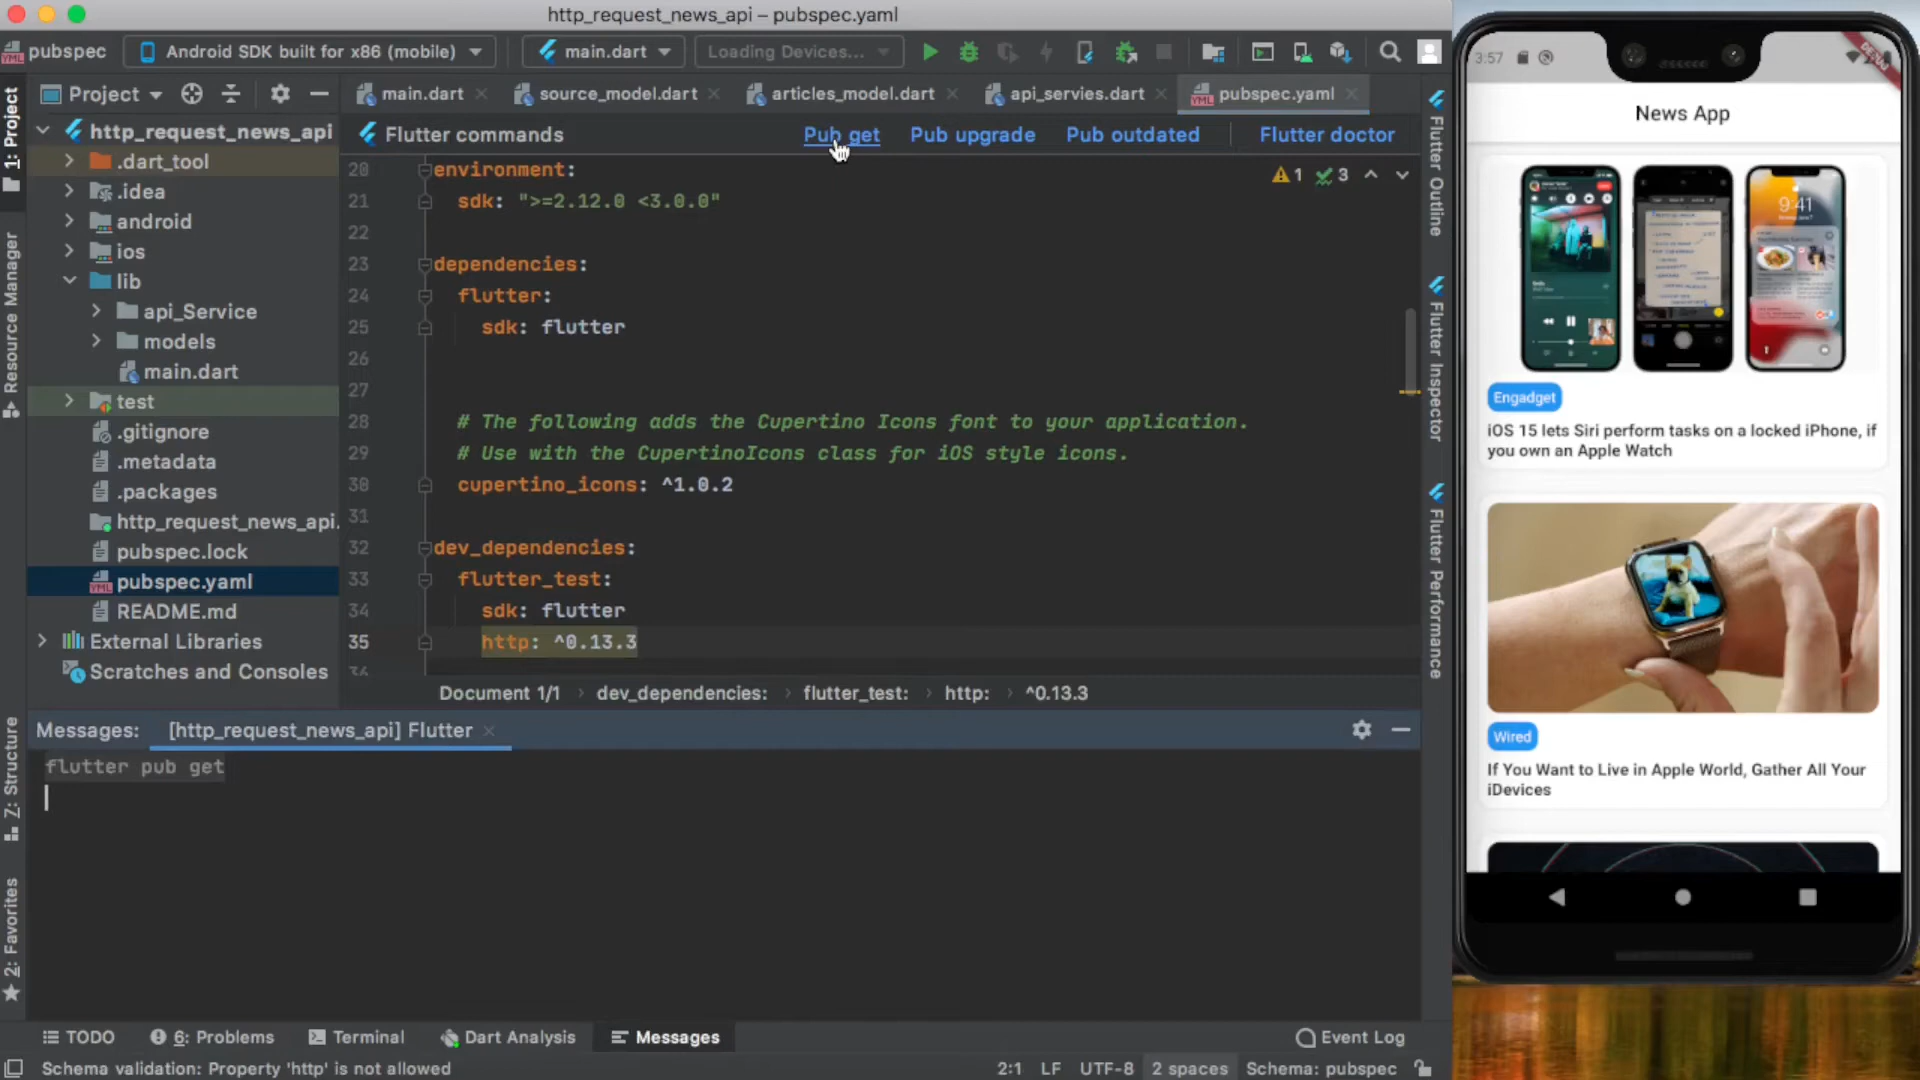 http_request_news_api – pubspec.yaml
pubspec
Android SDK built for x86 (mobile)
main.dart
Loading Devices...
Project
main.dart
source_model.dart
articles_model.dart
api_servies.dart
pubspec.yaml
Flutter commands
Pub get
Pub upgrade
Pub outdated
Flutter doctor
1: Project
Resource Manager
Z: Structure
2: Favorites
http_request_news_api
.dart_tool
.idea
android
ios
lib
api_Service
models
main.dart
test
.gitignore
.metadata
.packages
http_request_news_api.
pubspec.lock
pubspec.yaml
README.md
External Libraries
Scratches and Consoles
20 environment:
21 sdk: ">=2.12.0 <3.0.0"
22
23 dependencies:
24 flutter:
25 sdk: flutter
26
27
28 # The following adds the Cupertino Icons font to your application.
29 # Use with the CupertinoIcons class for iOS style icons.
30 cupertino_icons: ^1.0.2
31
32 dev_dependencies:
33 flutter_test:
34 sdk: flutter
35 http: ^0.13.3
1
3
Document 1/1 dev_dependencies: flutter_test: http: ^0.13.3
Flutter Outline
Flutter Inspector
Flutter Performance
Messages:
[http_request_news_api] Flutter
flutter pub get
TODO
6: Problems
Terminal
Dart Analysis
Messages
Event Log
Schema validation: Property 'http' is not allowed
2:1
LF
UTF-8
2 spaces
Schema: pubspec
3:57
News App
9:41
Engadget
iOS 15 lets Siri perform tasks on a locked iPhone, if
you own an Apple Watch
Wired
If You Want to Live in Apple World, Gather All Your
iDevices